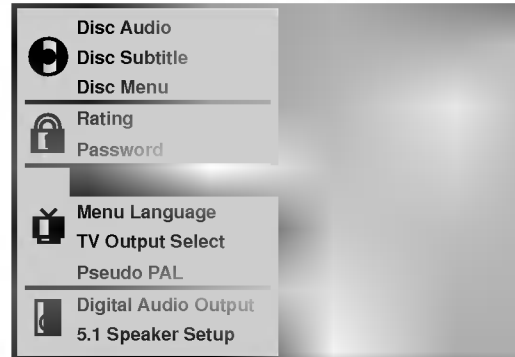 Disc Audio
Disc Subtitle
Disc Menu
Rating
Password
Menu Language
TV Output Select
Pseudo PAL
Digital Audio Output
5.1 Speaker Setup